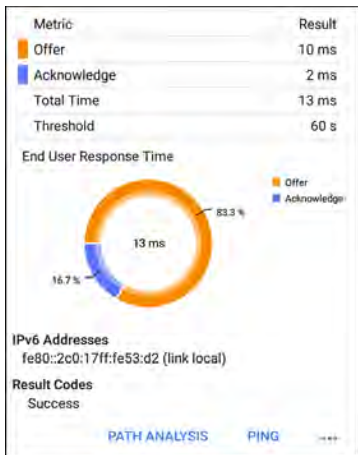 Metric Result
Offer 10 ms
Acknowledge 2 ms
Total Time 13 ms
Threshold 60 s
End User Response Time
Offer
Acknowledge
83.3 %
13 ms
16.7 %
IPv6 Addresses
fe80::2c0:17ff:fe53:d2 (link local)
Result Codes
Success
PATH ANALYSIS PING